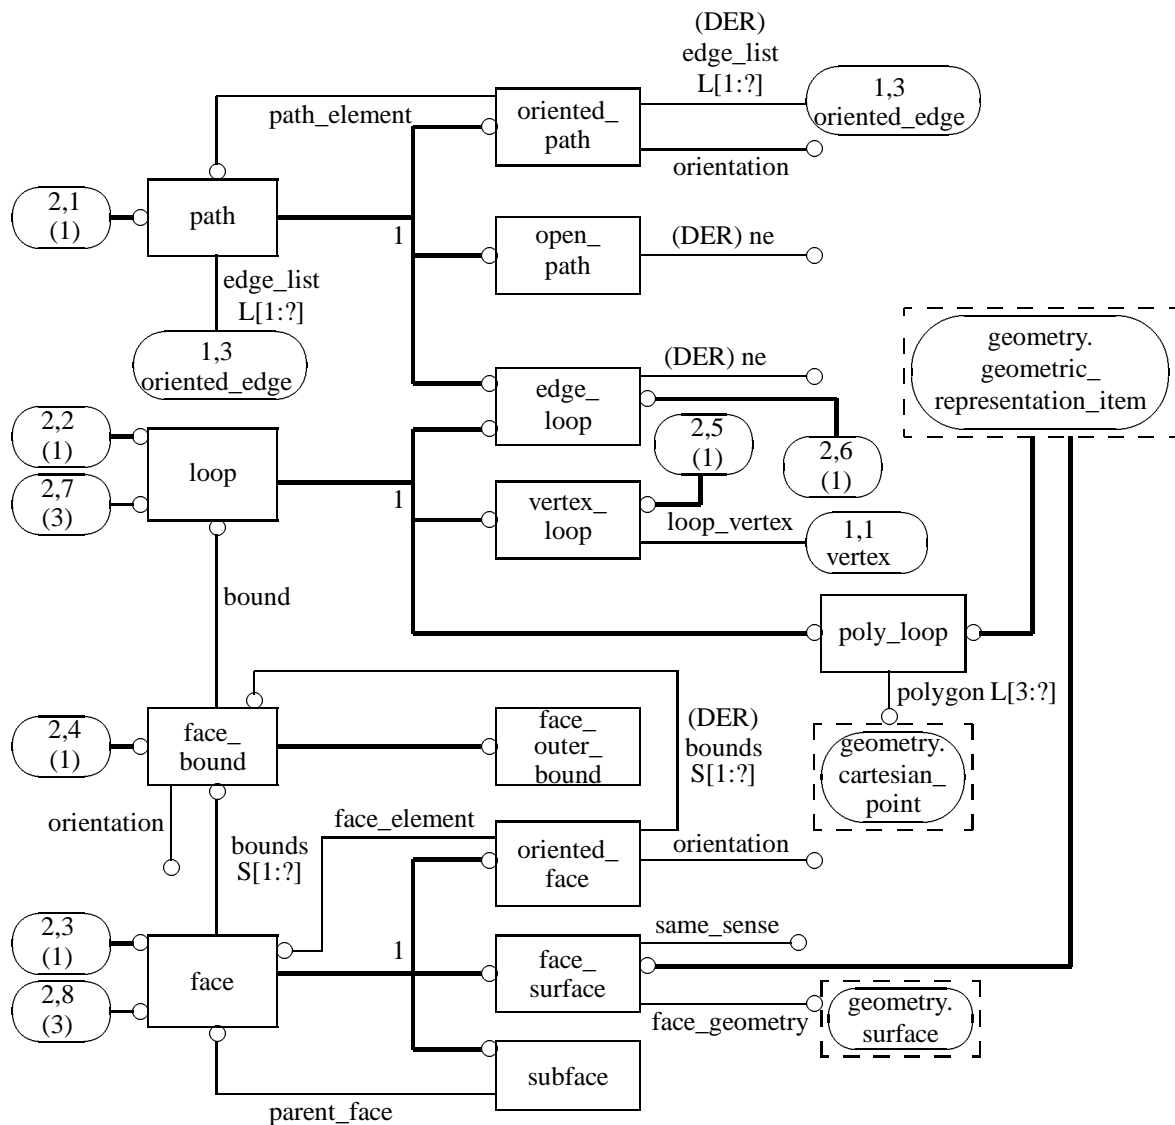 (DER)
edge_list
L[1:?]
1,3
oriented_edge
path_element
oriented_
path
orientation
2,1
(1)
path
1
open_
path
(DER) ne
edge_list
L[1:?]
1,3
oriented_edge
geometry.
geometric_
representation_item
(DER) ne
edge_
loop
2,2
(1)
2,5
(1)
2,6
(1)
loop
2,7
(3)
1
vertex_
loop
loop_vertex
1,1
vertex
bound
poly_loop
polygon L[3:?]
2,4
(1)
face_
bound
face_
outer_
bound
(DER)
bounds
S[1:?]
geometry.
cartesian_
point
orientation
bounds
S[1:?]
face_element
oriented_
face
orientation
2,3
(1)
same_sense
1
face
face_
surface
2,8
(3)
face_geometry
geometry.
surface
subface
parent_face